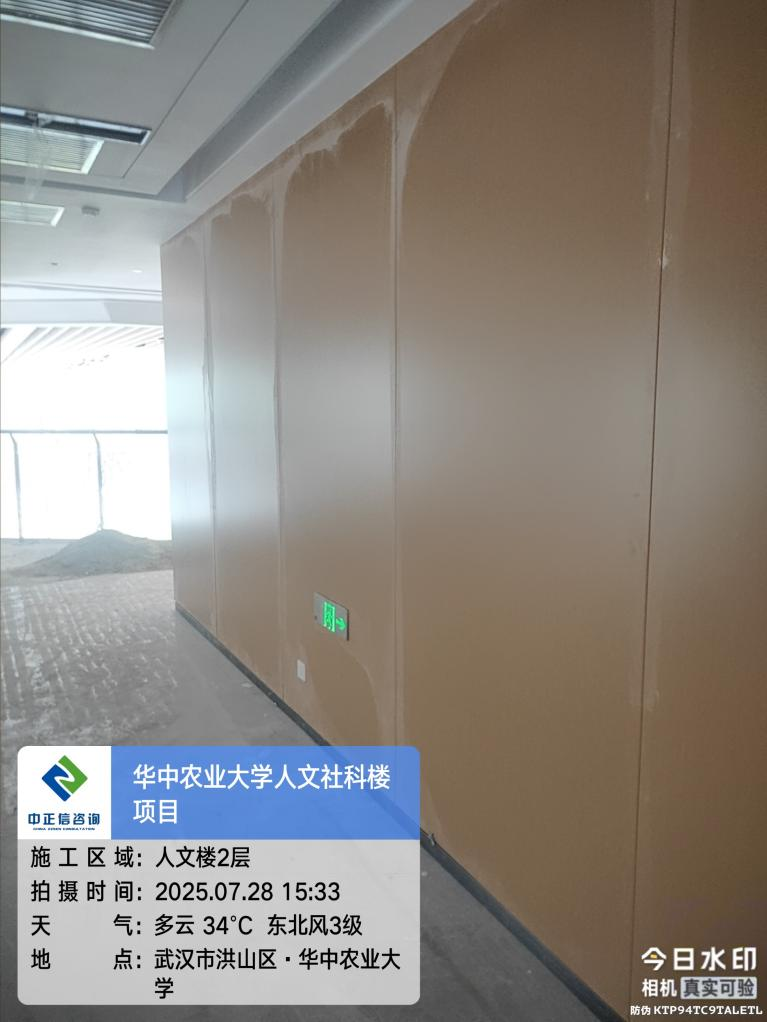 华中农业大学人文社科楼
项目
中正信咨询
CHINA ZENXIN CONSULTATION
施工区域：人文楼2层
拍摄时间：2025.07.28 15:33
天气：多云 34℃ 东北风3级
地点：武汉市洪山区·华中农业大
学
今日水印
相机 真实可验
防伪 KTP94TC9TALETL